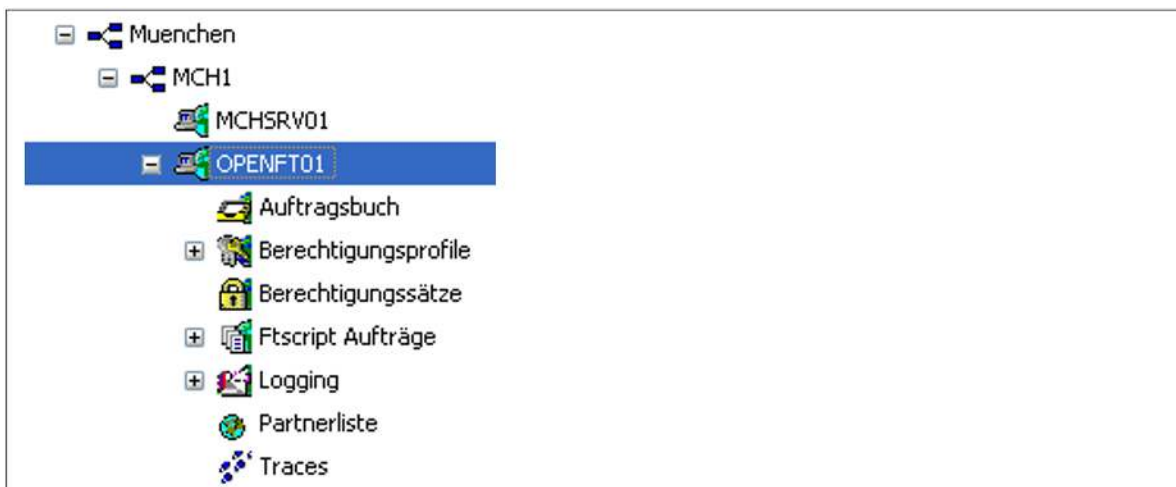 Muenchen
MCH1
MCHSRV01
OPENFT01
Auftragsbuch
Berechtigungsprofile
Berechtigungssätze
Ftscript Aufträge
Logging
Partnerliste
Traces